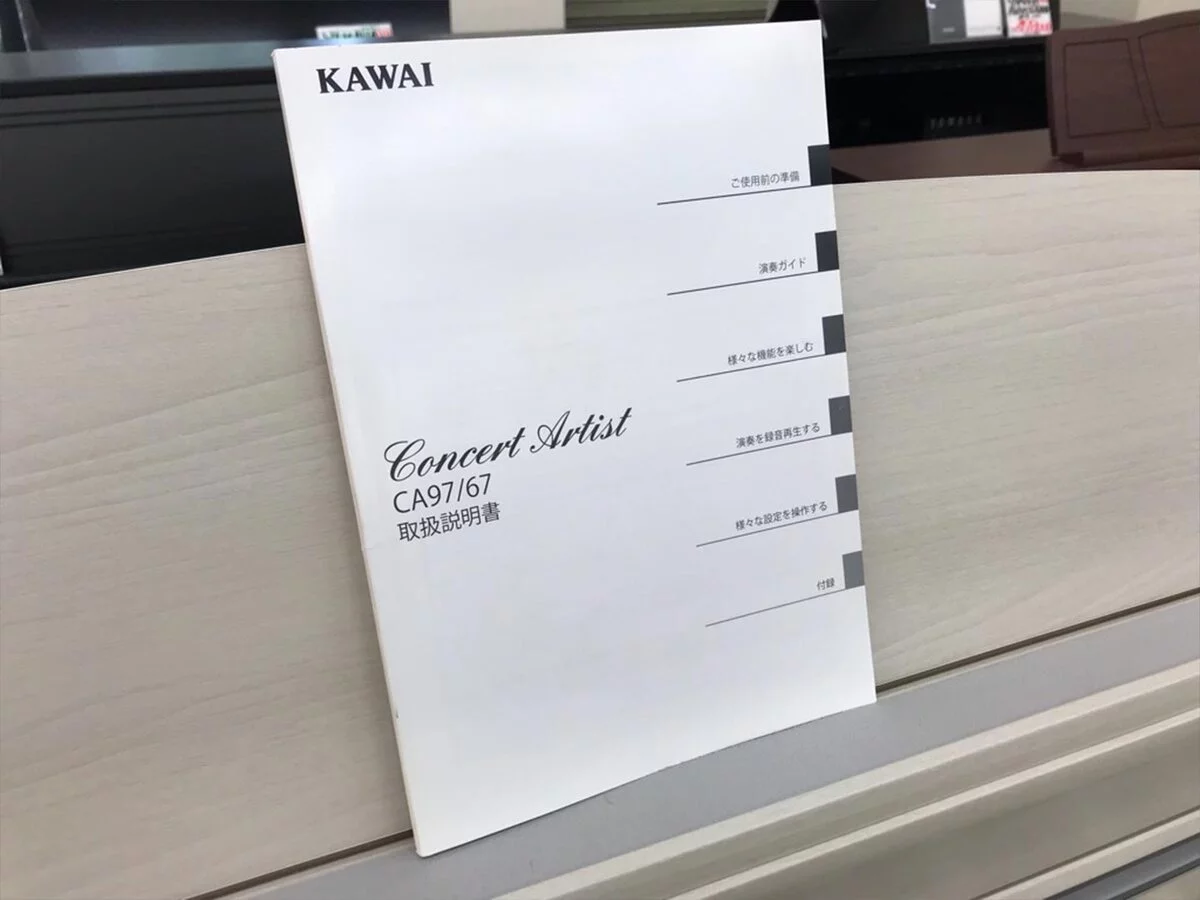 KAWAI
ご使用前の準備
演奏ガイド
様々な機能を楽しむ
演奏を録音再生する
様々な設定を操作する
付録
Concert Artist
CA97/67
取扱説明書
YAMAHA